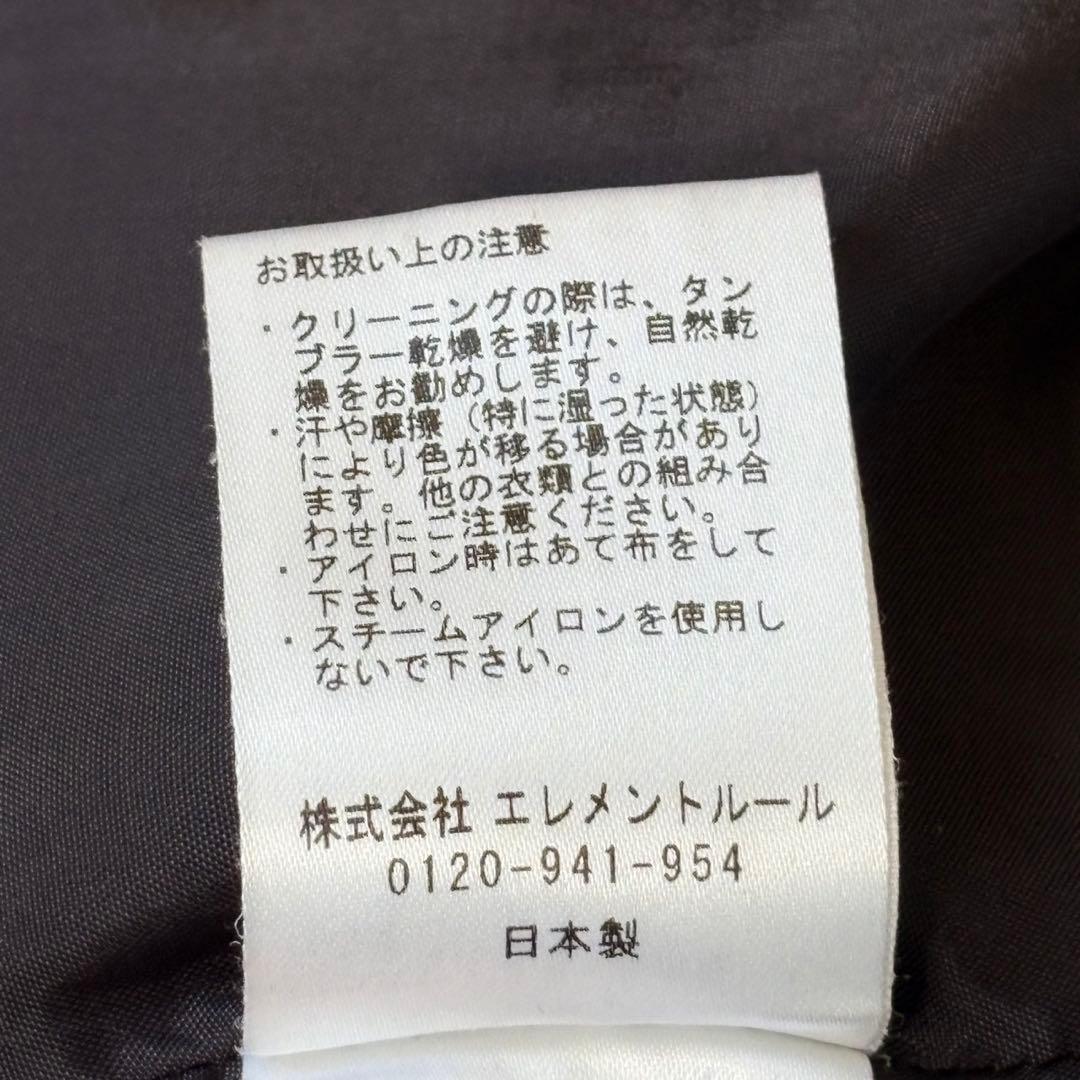 お取扱い上の注意
・クリーニングの際は、タン
ブラー乾燥を避け、自然乾
燥をお勧めします。
・汗や摩擦（特に湿った状態）
により色が移る場合があり
ます。他の衣類との組み合
わせにご注意ください。
・アイロン時はあて布をして
下さい。
・スチームアイロンを使用し
ないで下さい。
株式会社 エレメントルール
0120-941-954
日本製